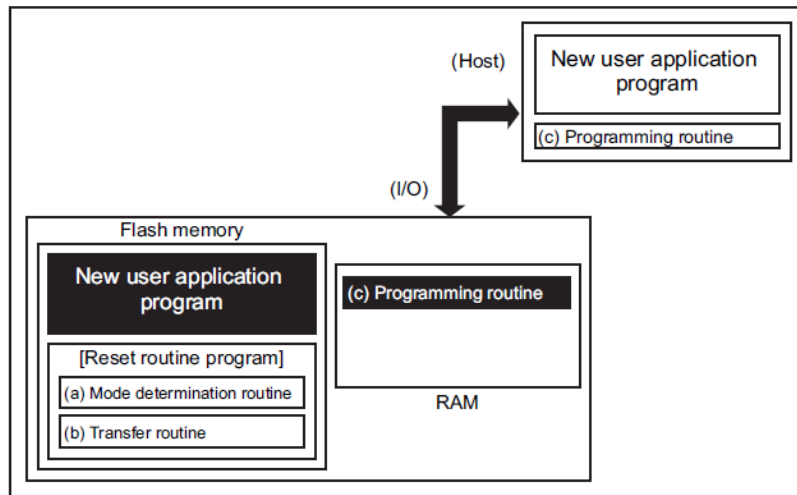 (Host)
New user application
program
(c) Programming routine
(I/O)
Flash memory
New user application
program
[Reset routine program]
(a) Mode determination routine
(b) Transfer routine
(c) Programming routine
RAM